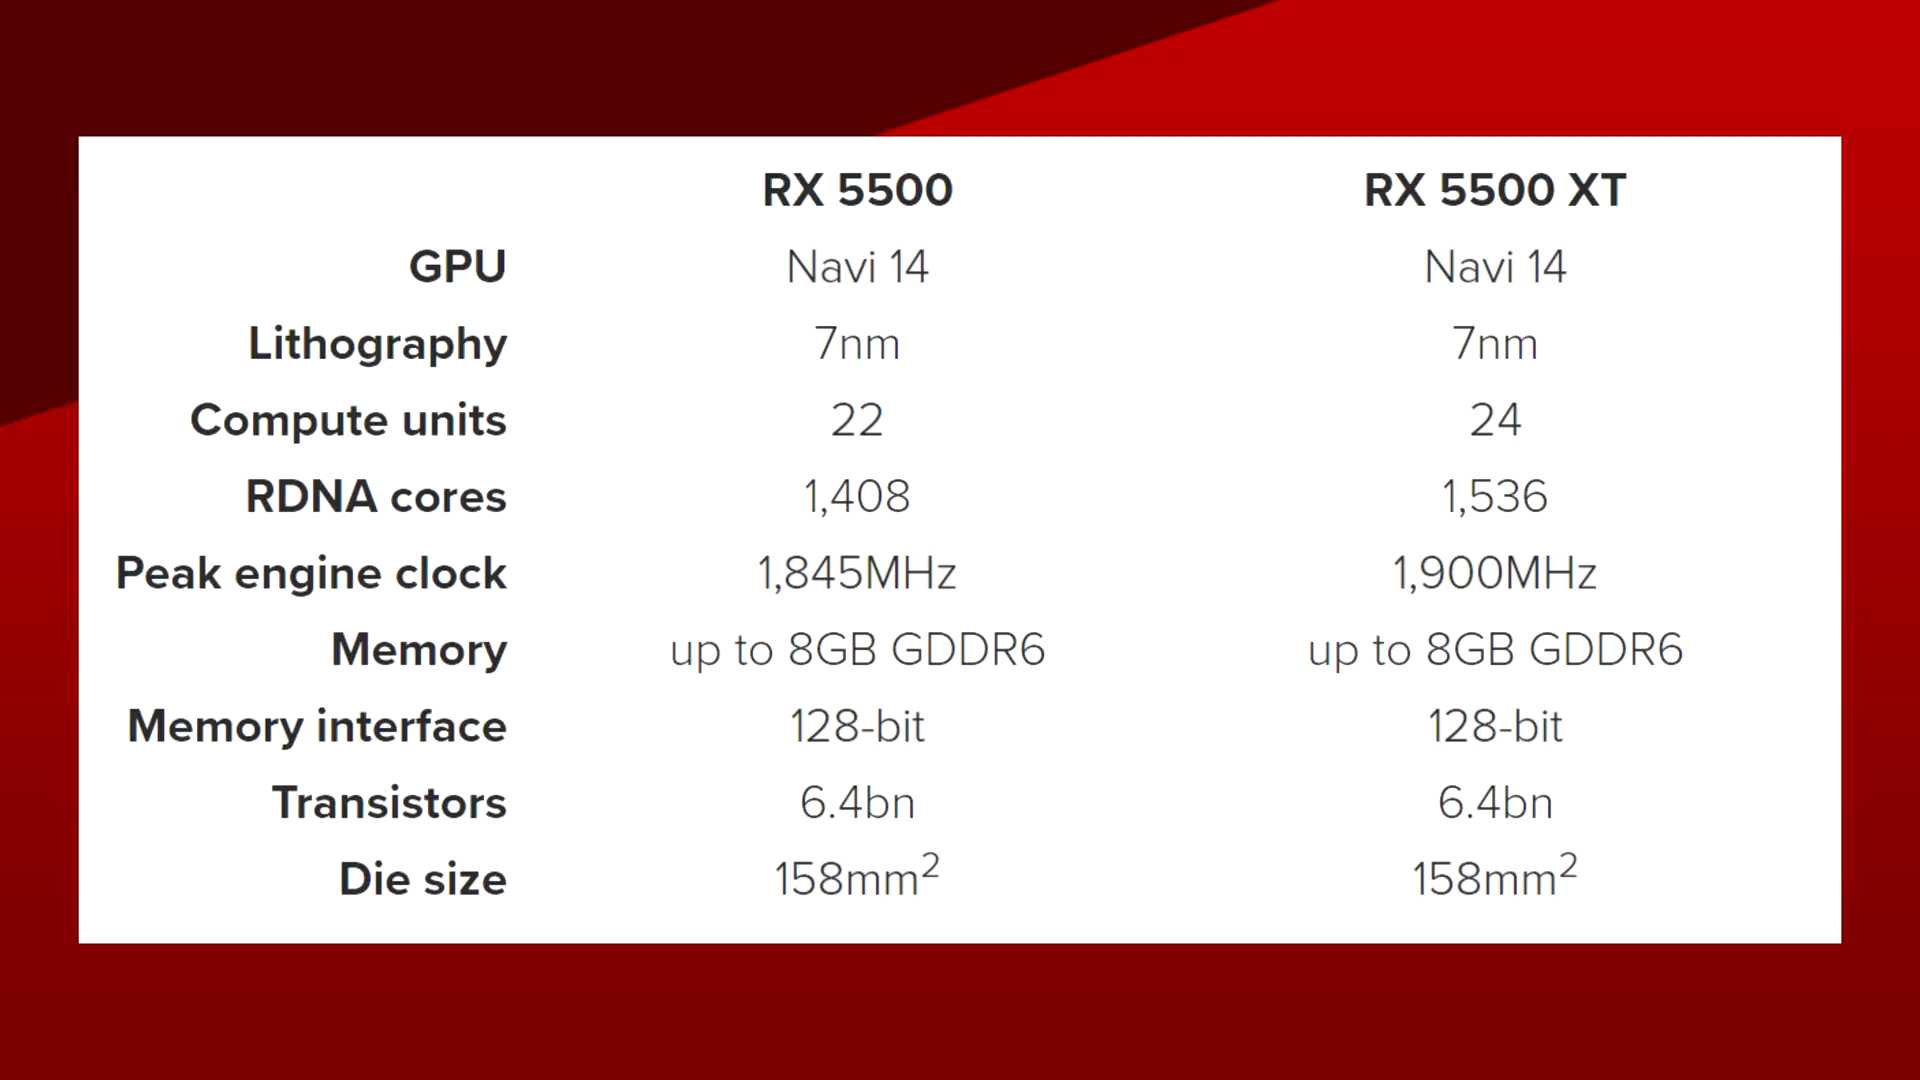 RX 5500 RX 5500 XT
GPU Navi 14 Navi 14
Lithography 7nm 7nm
Compute units 22 24
RDNA cores 1,408 1,536
Peak engine clock 1,845MHz 1,900MHz
Memory up to 8GB GDDR6 up to 8GB GDDR6
Memory interface 128-bit 128-bit
Transistors 6.4bn 6.4bn
Die size 158mm² 158mm²